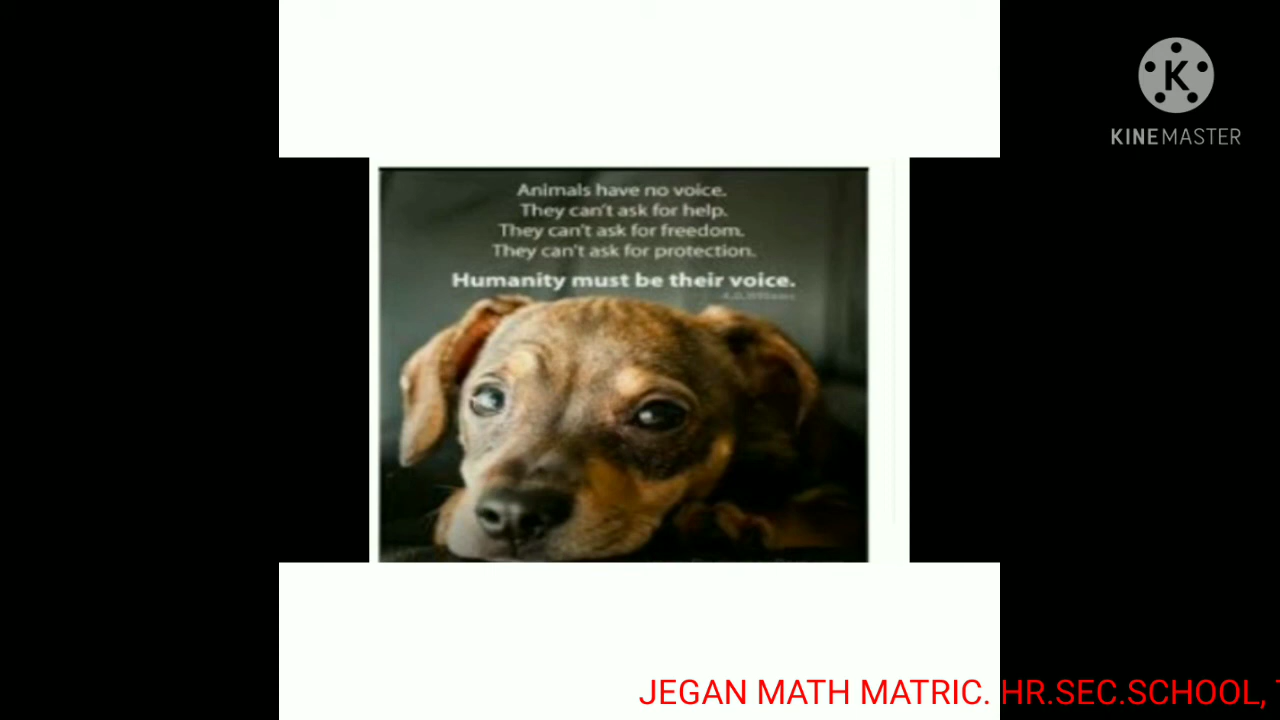 KINEMASTER
Animals have no voice.
They can't ask for help.
They can't ask for freedom.
They can't ask for protection.
Humanity must be their voice.
JEGAN MATH MATRIC. HR.SEC.SCHOOL,